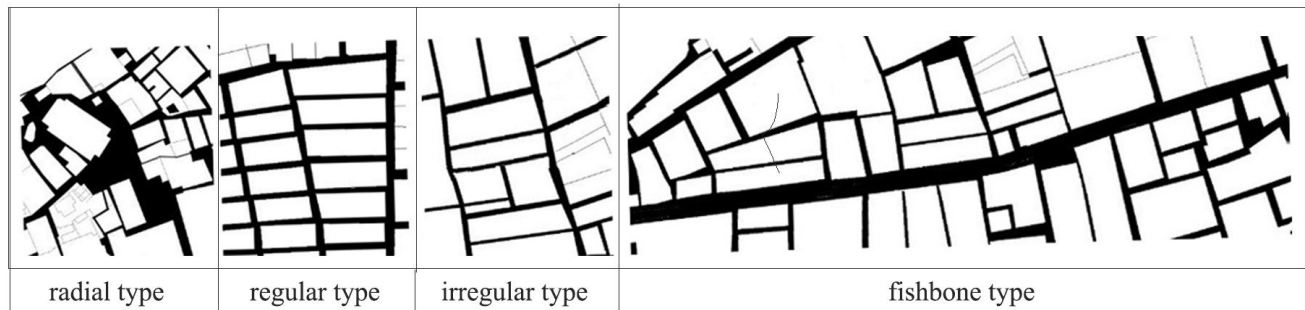 radial type
regular type
irregular type
fishbone type